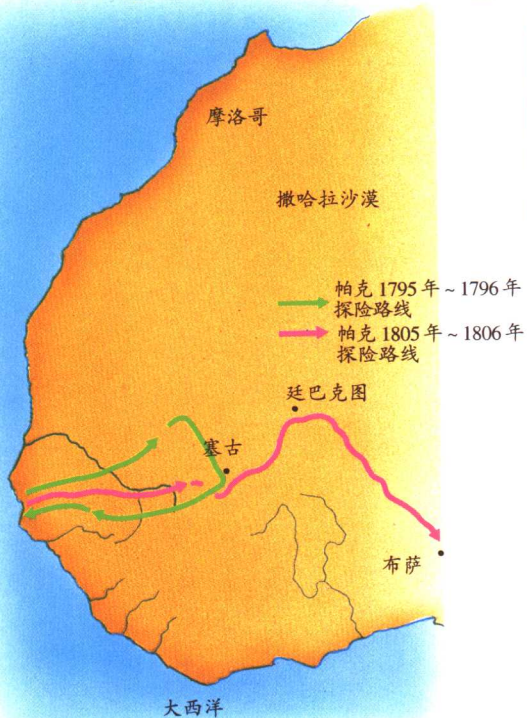 摩洛哥
撒哈拉沙漠
帕克 1795 年 ~ 1796 年
探险路线
帕克 1805 年 ~ 1806 年
探险路线
廷巴克图
塞古
布萨
大西洋